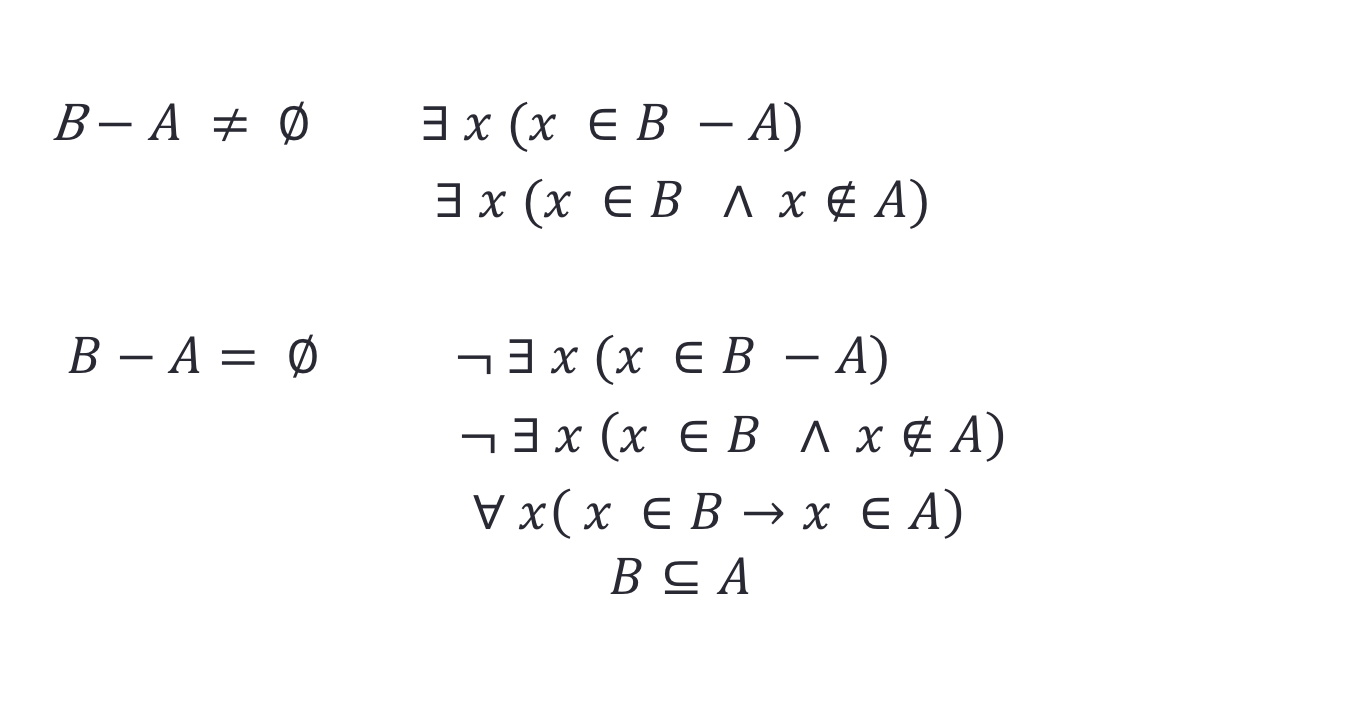 B − A ≠ ∅ ∃ x (x ∈ B − A)
∃ x (x ∈ B ∧ x ∉ A)
B − A = ∅ ¬ ∃ x (x ∈ B − A)
¬ ∃ x (x ∈ B ∧ x ∉ A)
∀ x( x ∈ B → x ∈ A)
B ⊆ A